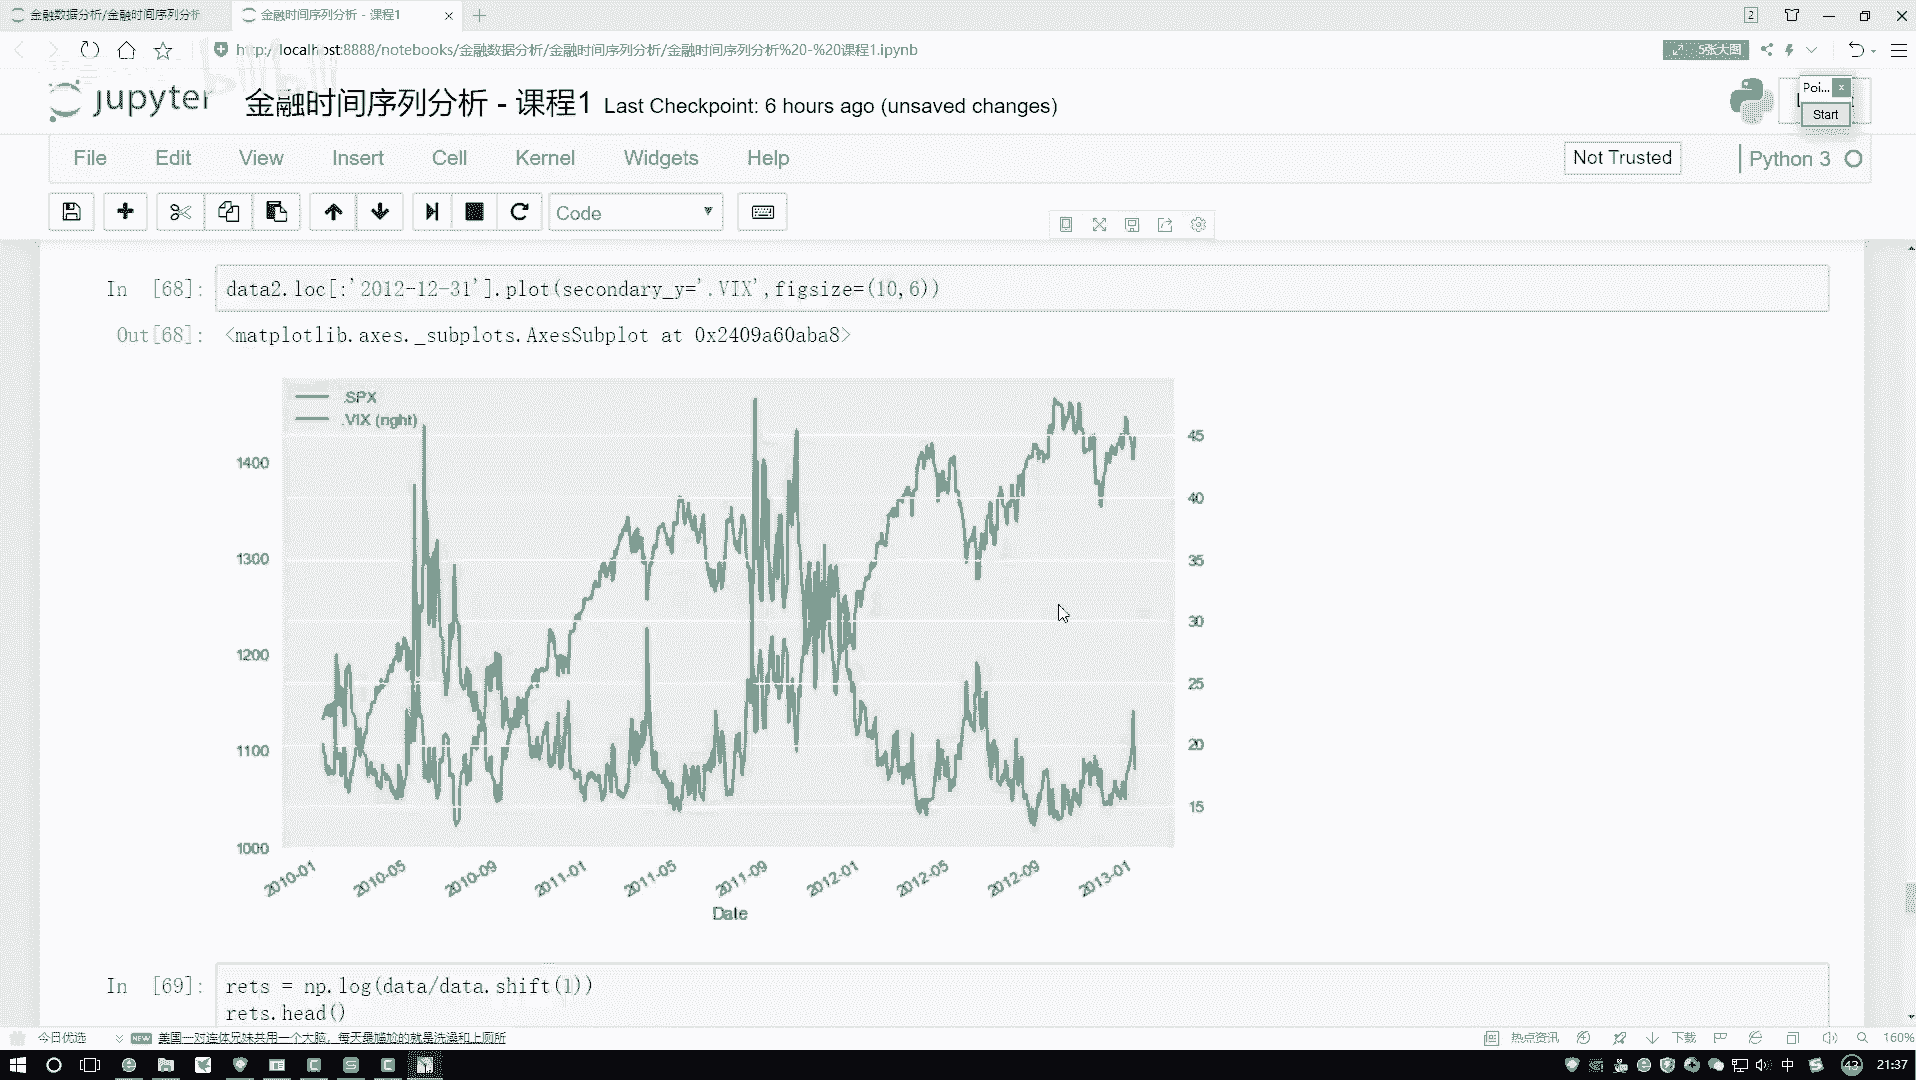 金融数据分析/金融时间序列分析
金融时间序列分析 - 课程1
2
http://localhost:8888/notebooks/金融数据分析/金融时间序列分析/金融时间序列分析%20-%20课程1.ipynb
5张大图
bilibili
jupyter 金融时间序列分析 - 课程1 Last Checkpoint: 6 hours ago (unsaved changes)
Poi...
Start
File Edit View Insert Cell Kernel Widgets Help
Not Trusted
Python 3
Code
In [68]: data2.loc[:'2012-12-31'].plot(secondary_y='.VIX',figsize=(10,6))
Out[68]: <matplotlib.axes._subplots.AxesSubplot at 0x2409a60aba8>
.SPX
.VIX (right)
1400
1300
1200
1100
1000
45
40
35
30
25
20
15
2010-01 2010-05 2010-09 2011-01 2011-05 2011-09 2012-01 2012-05 2012-09 2013-01
Date
In [69]: rets = np.log(data/data.shift(1))
rets.head()
今日优选
NEW 美国一对连体兄妹共用一个大脑，每天最尴尬的就是洗澡和上厕所
热点资讯
下载
160%
中
43
21:37